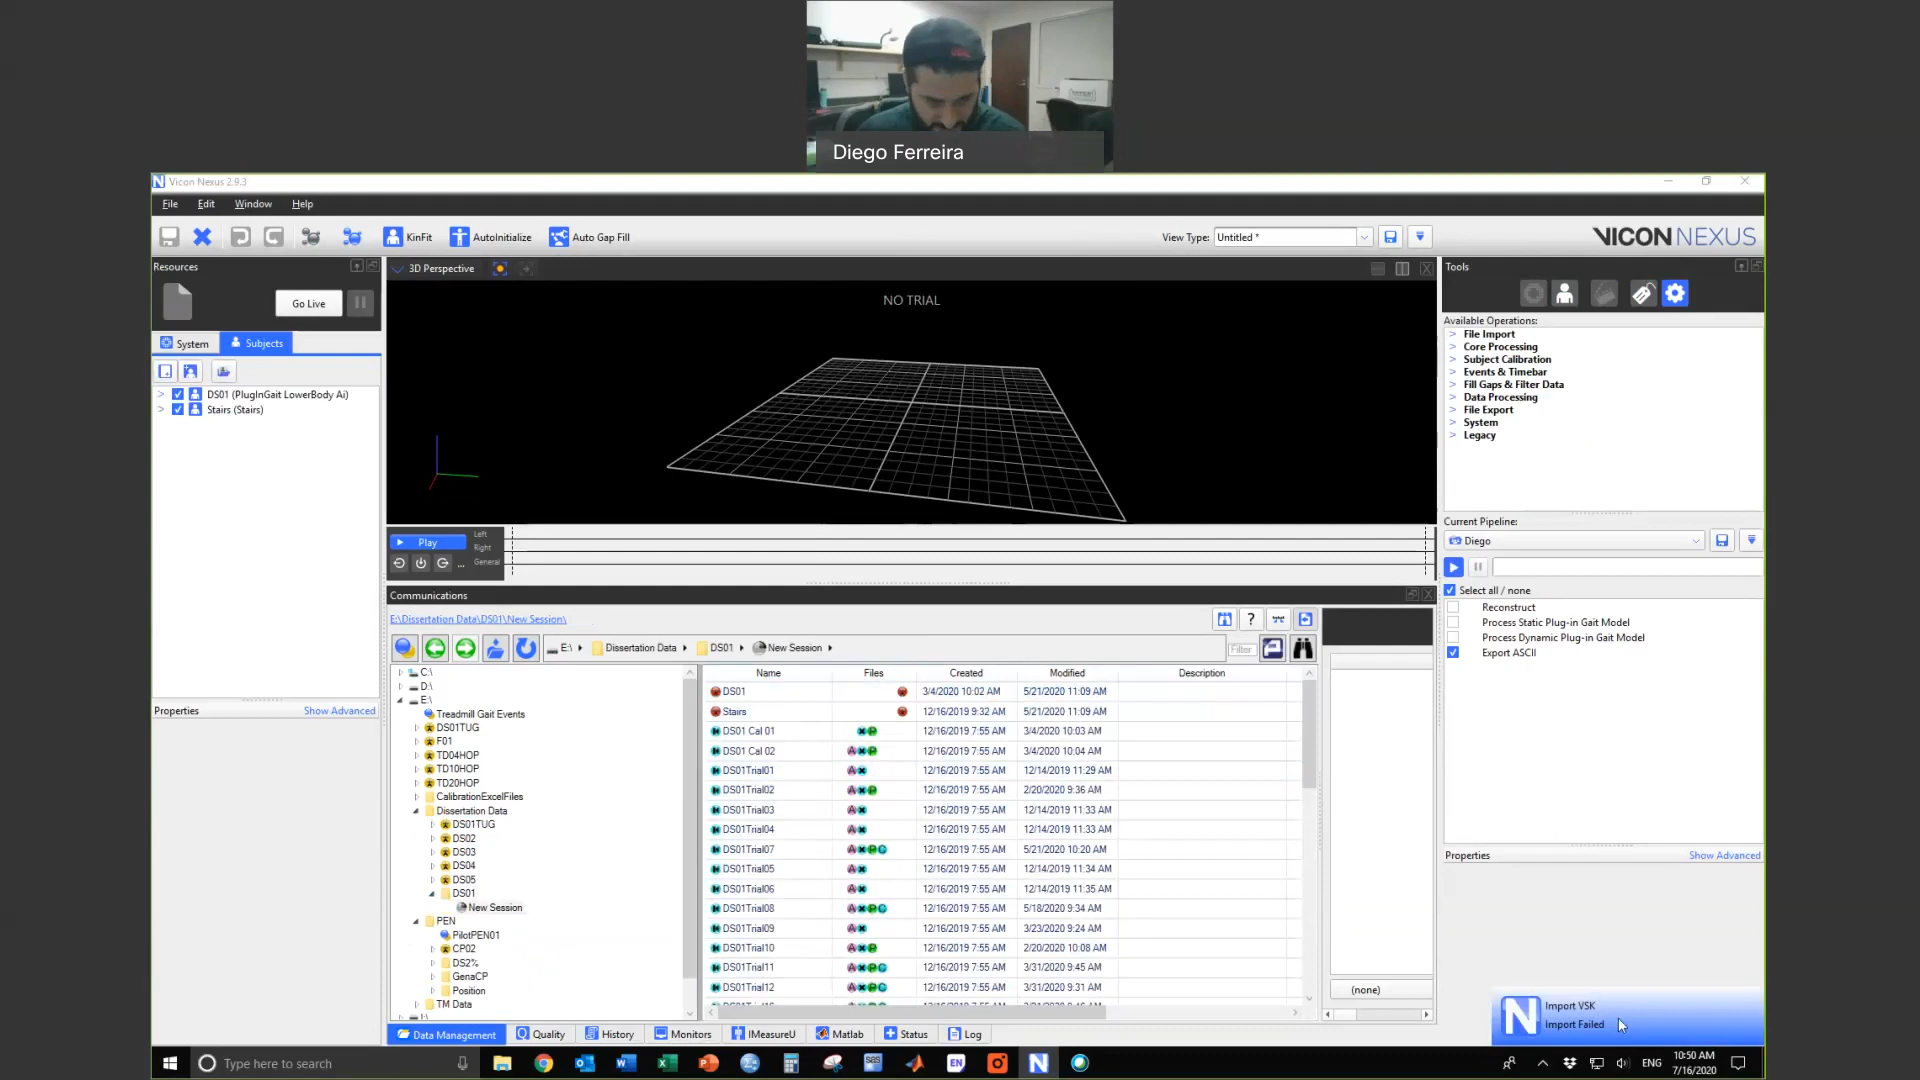 Diego Ferreira
Vicon Nexus 2.9.3
File Edit Window Help
KinFit AutoInitialize Auto Gap Fill View Type: Untitled * VICON NEXUS
Resources 3D Perspective Tools
NO TRIAL
Go Live
System Subjects
DS01 (PlugInGait LowerBody Ai)
Stairs (Stairs)
Available Operations:
File Import
Core Processing
Subject Calibration
Events & Timebar
Fill Gaps & Filter Data
Data Processing
File Export
System
Legacy
Current Pipeline:
Diego
Select all / none
Reconstruct
Process Static Plug-in Gait Model
Process Dynamic Plug-in Gait Model
Export ASCII
Properties Show Advanced
Play
Left
Right
General
...
Properties Show Advanced
Communications
E:\Dissertation Data\DS01\New Session\
E:\ Dissertation Data DS01 New Session Filter
C:\
D:\
E:\
Treadmill Gait Events
DS01TUG
F01
TD04HOP
TD10HOP
TD20HOP
CalibrationExcelFiles
Dissertation Data
DS01TUG
DS02
DS03
DS04
DS05
DS01
New Session
PEN
PilotPEN01
CP02
DS2%
GenaCP
Position
TM Data
Name Files Created Modified Description
DS01 3/4/2020 10:02 AM 5/21/2020 11:09 AM
Stairs 12/16/2019 9:32 AM 5/21/2020 11:09 AM
DS01 Cal 01 12/16/2019 7:55 AM 3/4/2020 10:03 AM
DS01 Cal 02 12/16/2019 7:55 AM 3/4/2020 10:04 AM
DS01Trial01 12/16/2019 7:55 AM 12/14/2019 11:29 AM
DS01Trial02 12/16/2019 7:55 AM 2/20/2020 9:36 AM
DS01Trial03 12/16/2019 7:55 AM 12/14/2019 11:33 AM
DS01Trial04 12/16/2019 7:55 AM 12/14/2019 11:33 AM
DS01Trial07 12/16/2019 7:55 AM 5/21/2020 10:20 AM
DS01Trial05 12/16/2019 7:55 AM 12/14/2019 11:34 AM
DS01Trial06 12/16/2019 7:55 AM 12/14/2019 11:35 AM
DS01Trial08 12/16/2019 7:55 AM 5/18/2020 9:34 AM
DS01Trial09 12/16/2019 7:55 AM 3/23/2020 9:24 AM
DS01Trial10 12/16/2019 7:55 AM 2/20/2020 10:08 AM
DS01Trial11 12/16/2019 7:55 AM 3/31/2020 9:45 AM
DS01Trial12 12/16/2019 7:55 AM 3/31/2020 9:31 AM
(none)
Import VSK
Import Failed
Data Management Quality History Monitors IMeasureU Matlab Status Log
Type here to search
ENG 10:50 AM
7/16/2020